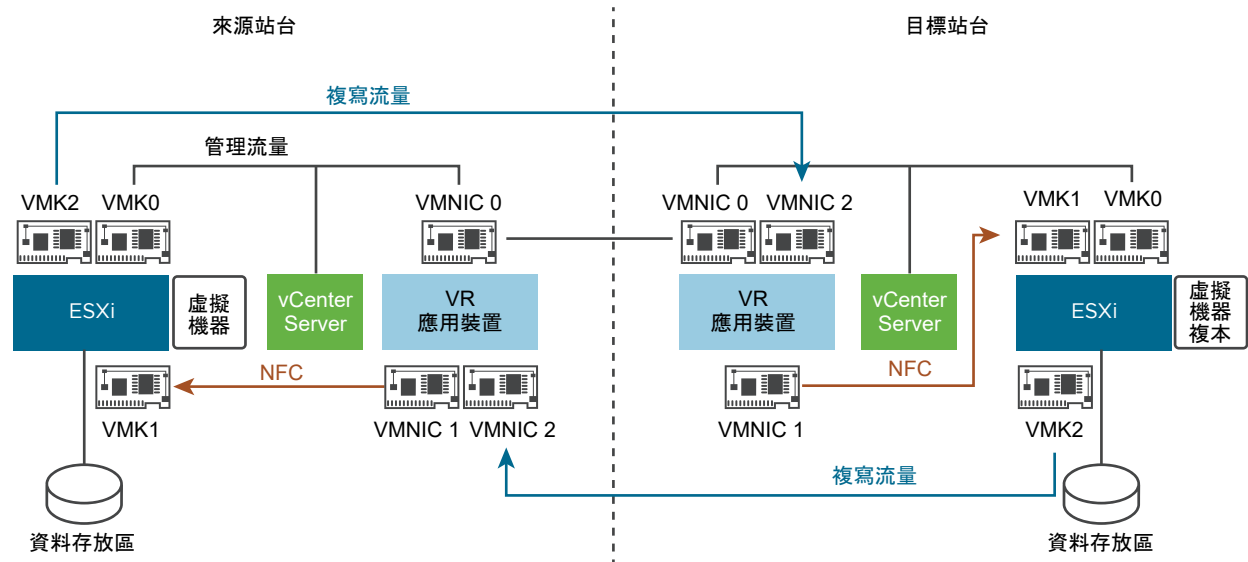 來源站台
目標站台
複寫流量
管理流量
VMK2
VMK0
VMNIC 0
VMNIC 0
VMNIC 2
VMK1
VMK0
ESXi
虛擬
機器
vCenter
Server
VR
應用裝置
VR
應用裝置
vCenter
Server
ESXi
虛擬
機器
複本
NFC
NFC
VMK1
VMNIC 1
VMNIC 2
VMNIC 1
VMK2
複寫流量
資料存放區
資料存放區